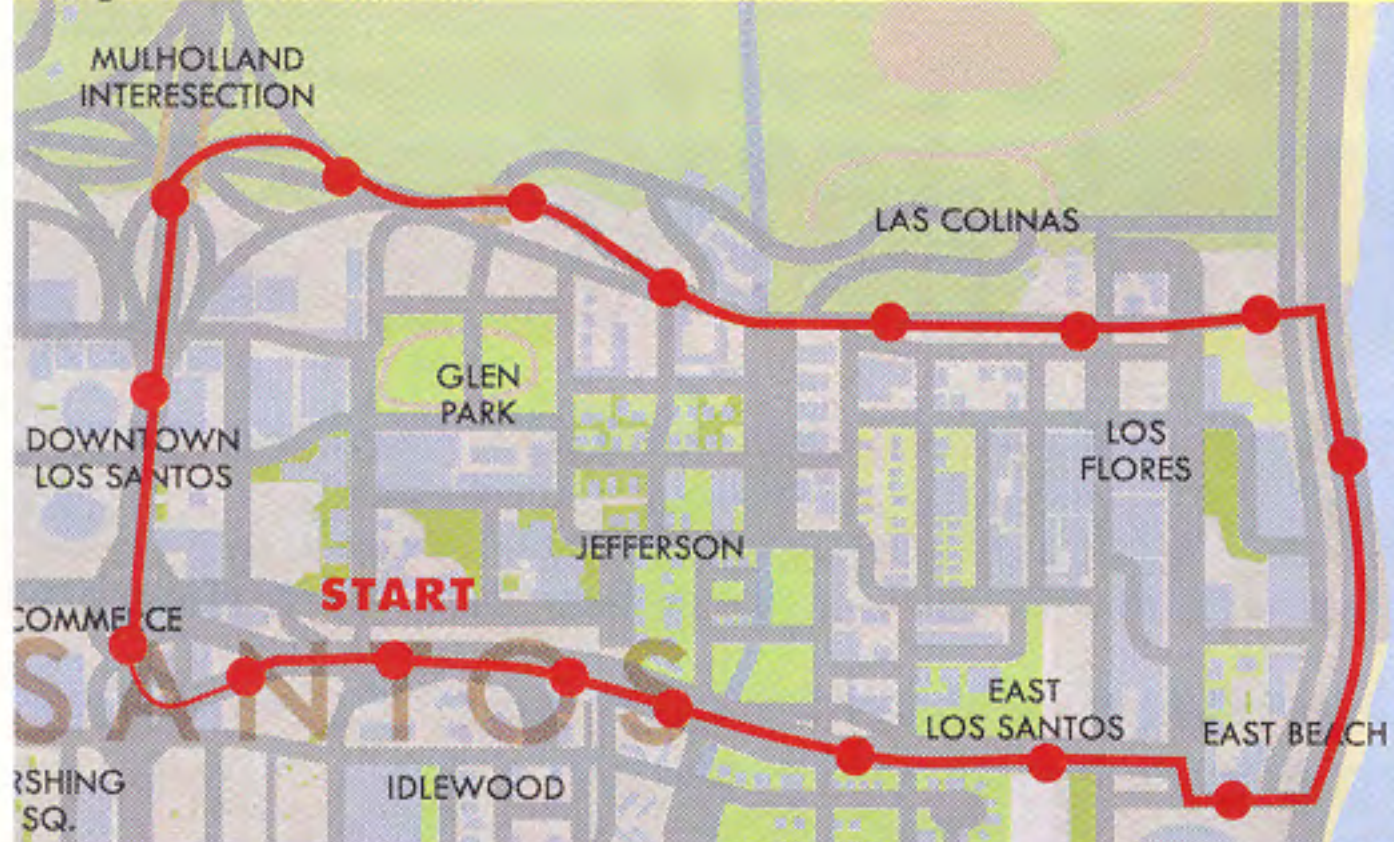 MULHOLLAND
INTERESECTION
LAS COLINAS
GLEN
PARK
DOWNTOWN
LOS SANTOS
LOS
FLORES
JEFFERSON
START
COMMERCE
SANTOS
EAST
LOS SANTOS
EAST BEACH
RSHING
SQ.
IDLEWOOD